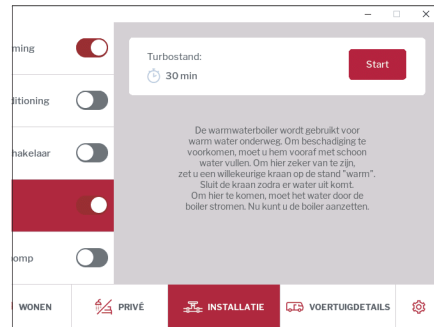 ming
Turbostand:
30 min
Start
ditioning
hakelaar
De warmwaterboiler wordt gebruikt voor
warm water onderweg. Om beschadiging te
voorkomen, moet u hem vooraf met schoon
water vullen. Om hier zeker van te zijn,
zet u een willekeurige kraan op de stand "warm".
Sluit de kraan zodra er water uit komt.
Om hier te komen, moet het water door de
boiler stromen. Nu kunt u de boiler aanzetten.
omp
WONEN
PRIVÉ
INSTALLATIE
VOERTUIGDETAILS